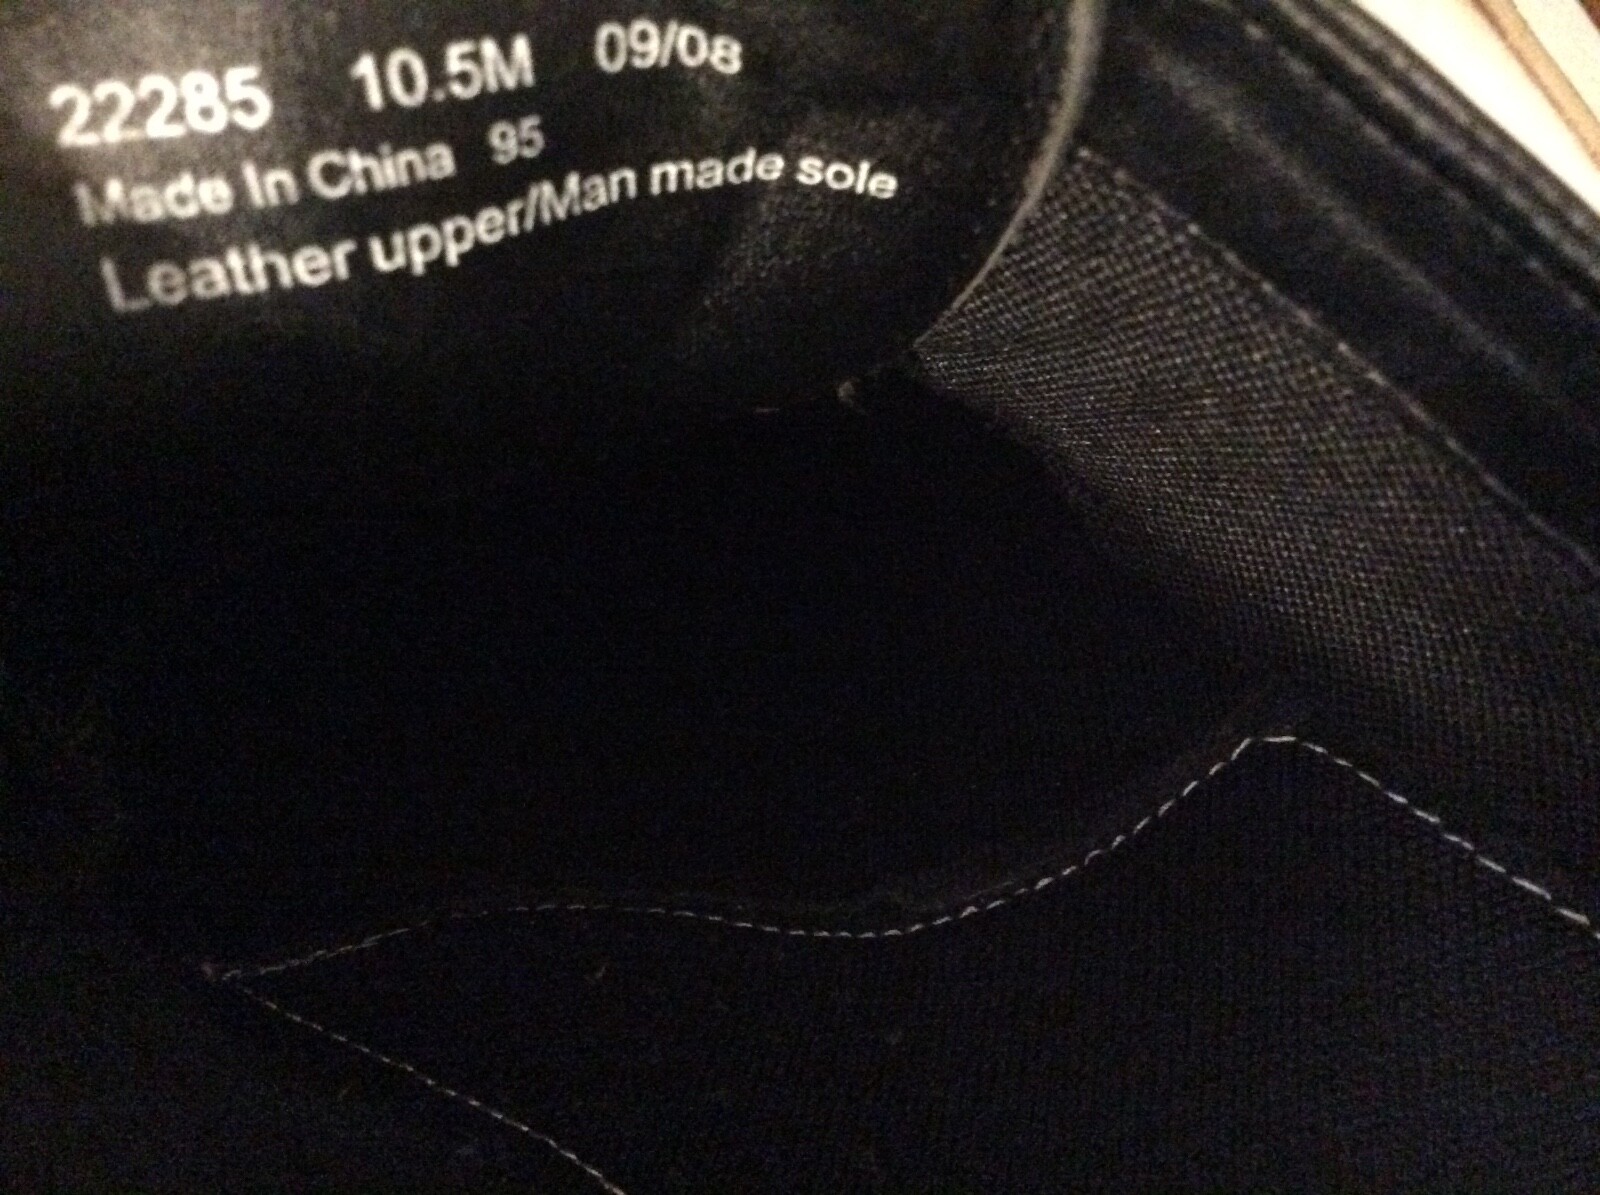 22285 10.5M 09/08
Made In China 95
Leather upper/Man made sole